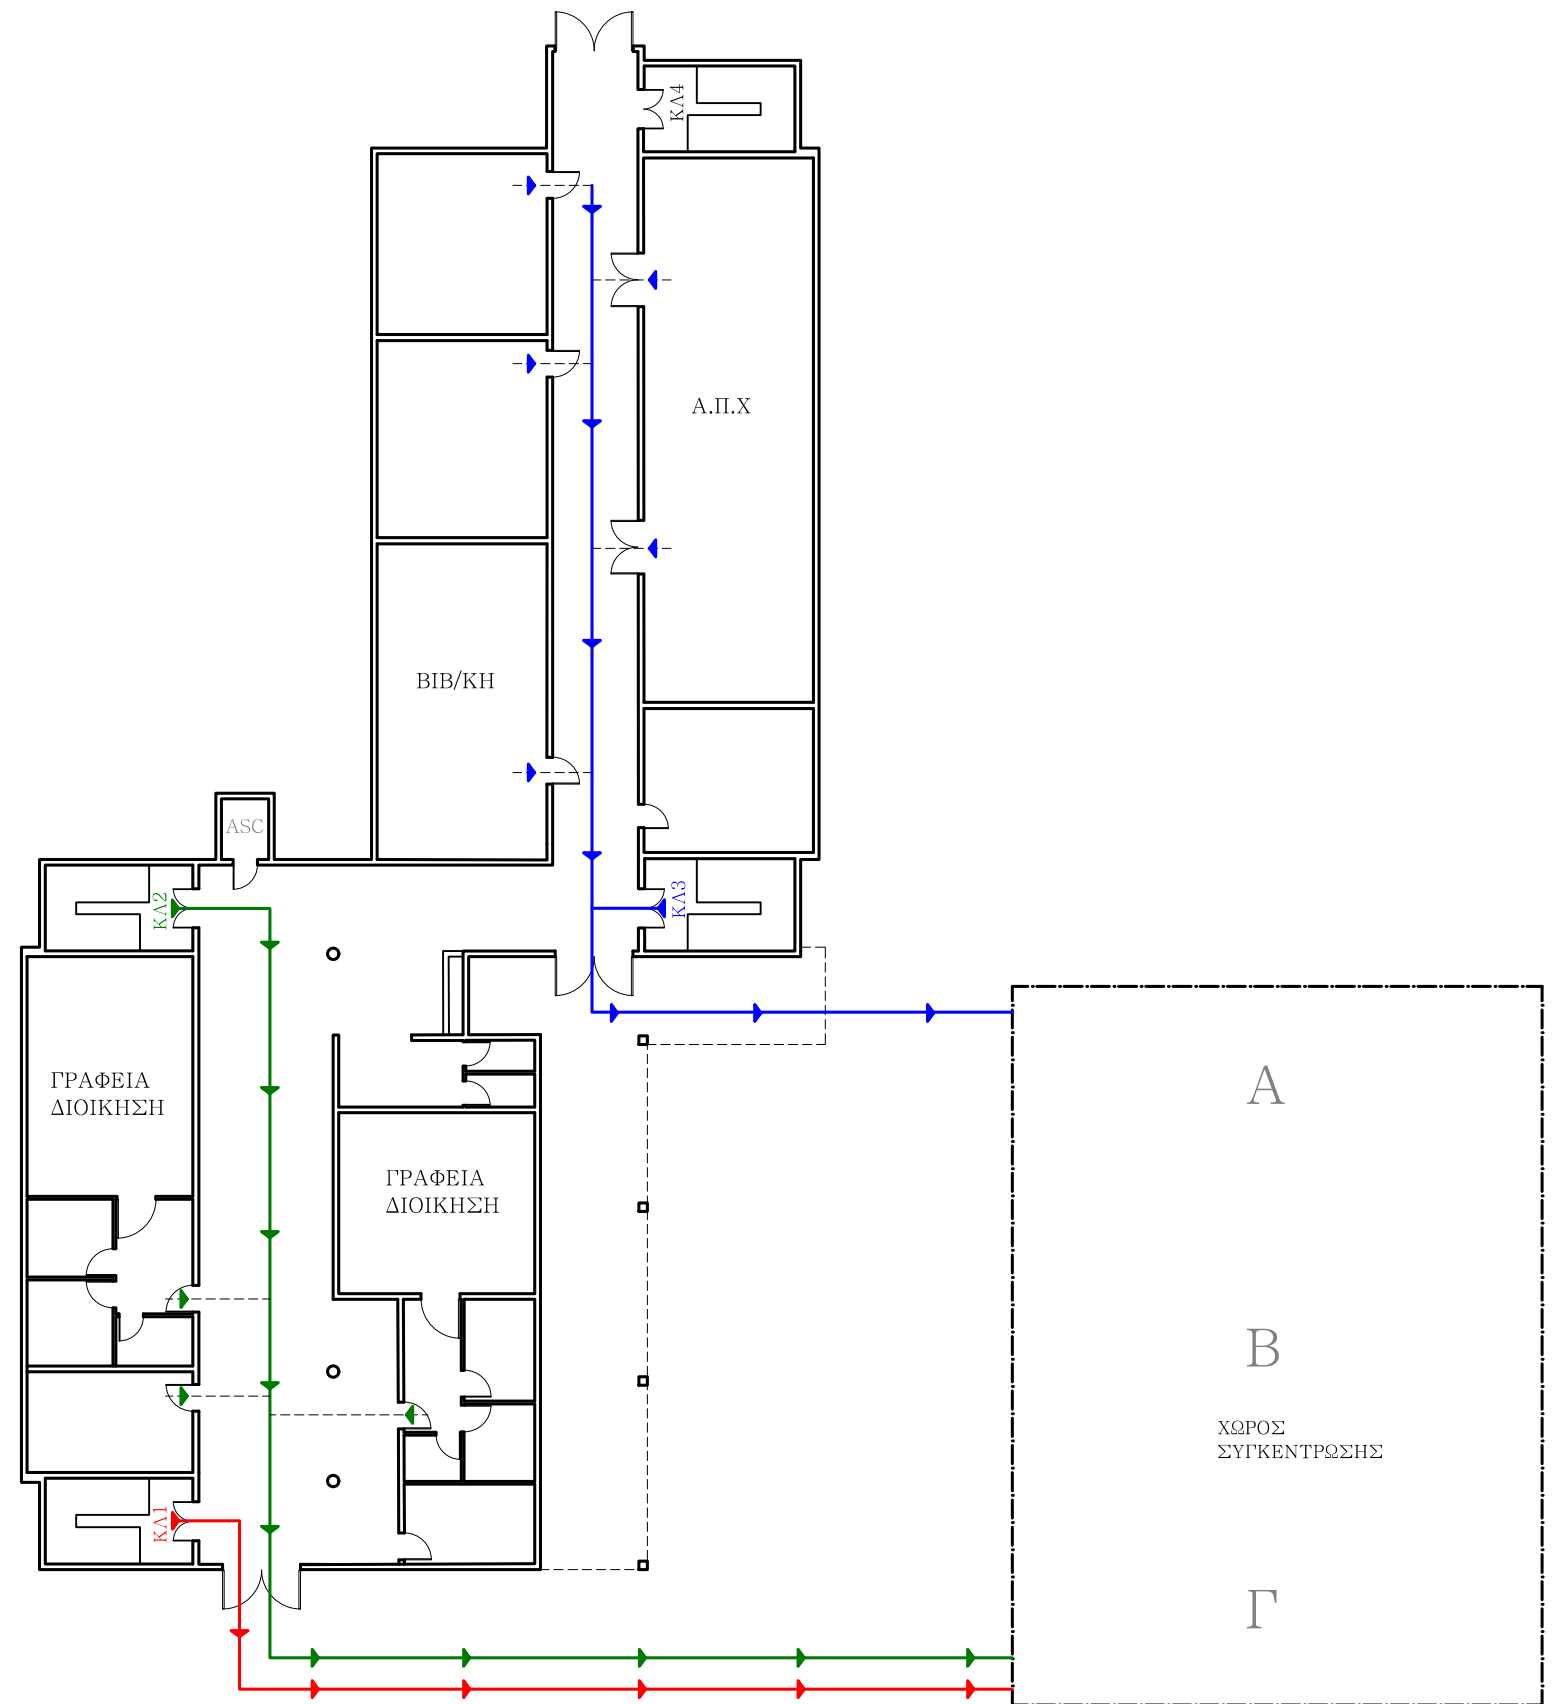 ΚΛ4
Α.Π.Χ
ΒΙΒ/ΚΗ
ASC
ΚΛ2
ΚΛ3
ΓΡΑΦΕΙΑ
ΔΙΟΙΚΗΣΗ
Α
ΓΡΑΦΕΙΑ
ΔΙΟΙΚΗΣΗ
Β
ΧΩΡΟΣ
ΣΥΓΚΕΝΤΡΩΣΗΣ
ΚΛ1
Γ